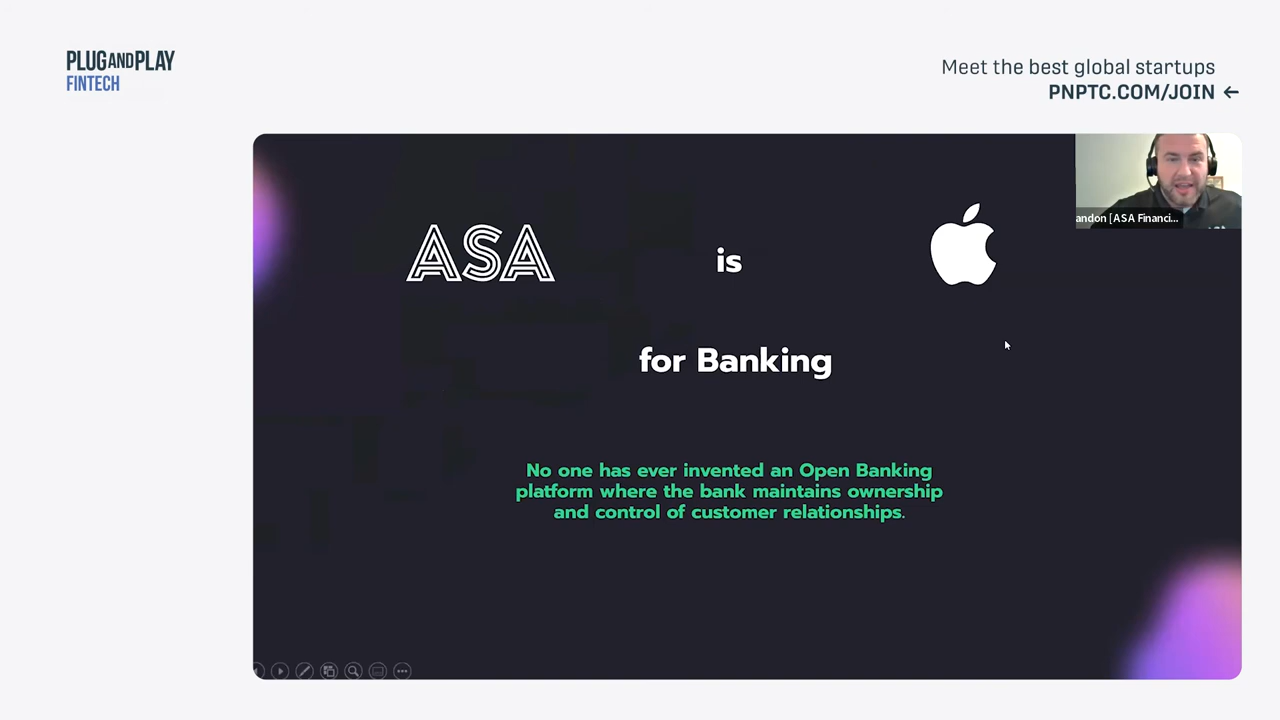 PLUGANDPLAY
FINTECH
Meet the best global startups
PNPTC.COM/JOIN ←
andon [ASA Financi...
ASA is
for Banking
No one has ever invented an Open Banking
platform where the bank maintains ownership
and control of customer relationships.